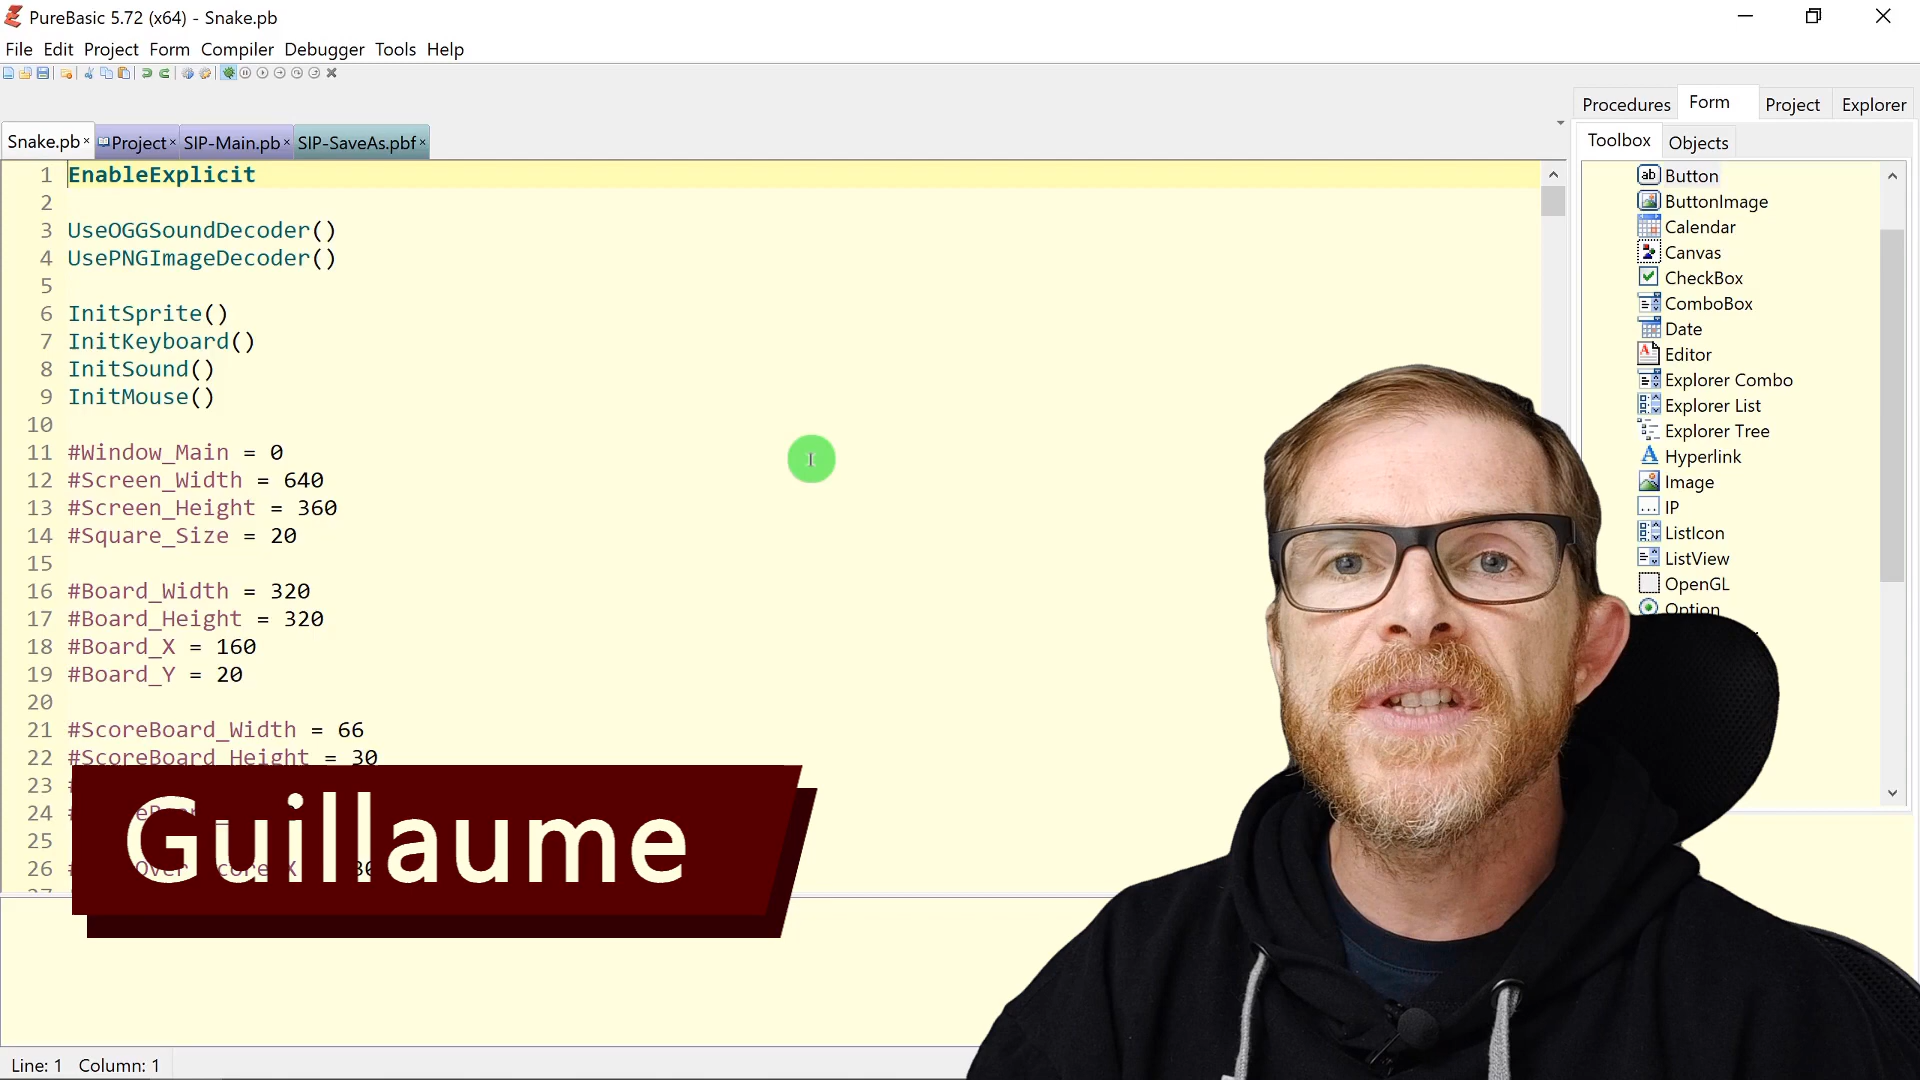 PureBasic 5.72 (x64) - Snake.pb
File Edit Project Form Compiler Debugger Tools Help
Procedures Form Project Explorer
Snake.pb Project SIP-Main.pb SIP-SaveAs.pbf
Toolbox Objects
1 EnableExplicit
2
3 UseOGGSoundDecoder()
4 UsePNGImageDecoder()
5
6 InitSprite()
7 InitKeyboard()
8 InitSound()
9 InitMouse()
10
11 #Window_Main = 0
12 #Screen_Width = 640
13 #Screen_Height = 360
14 #Square_Size = 20
15
16 #Board_Width = 320
17 #Board_Height = 320
18 #Board_X = 160
19 #Board_Y = 20
20
21 #ScoreBoard_Width = 66
22 #ScoreBoard_Height = 30
23
24
25
26
27
Button
ButtonImage
Calendar
Canvas
CheckBox
ComboBox
Date
Editor
Explorer Combo
Explorer List
Explorer Tree
Hyperlink
Image
IP
ListIcon
ListView
OpenGL
Option
Guillaume
Line: 1 Column: 1